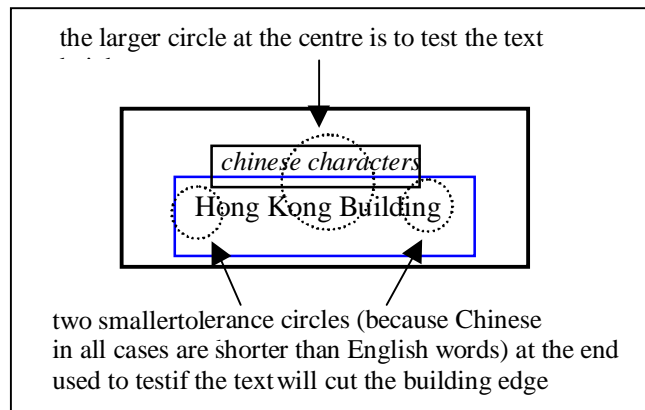 the larger circle at the centre is to test the text
chinese characters
Hong Kong Building
two smallertolerance circles (because Chinese
in all cases are shorter than English words) at the end
used to testif the text will cut the building edge